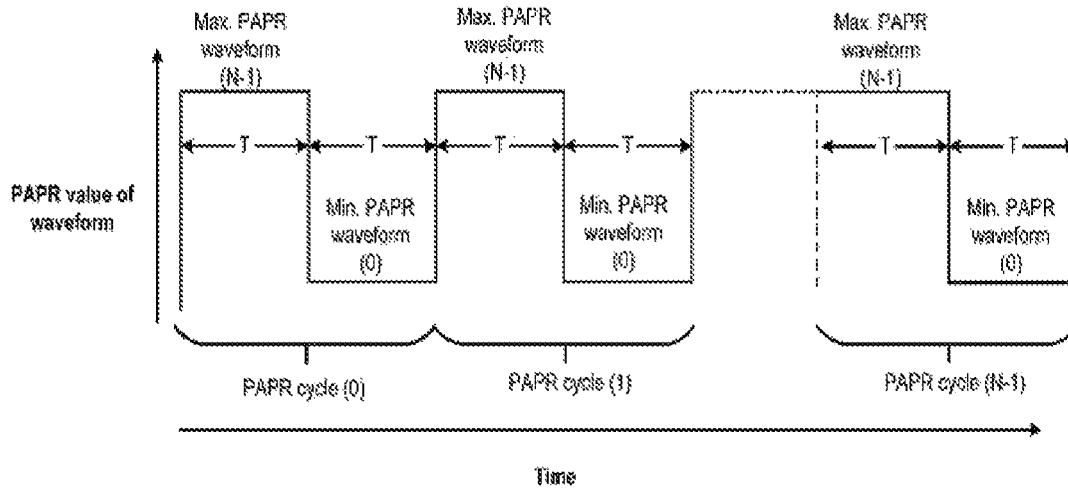 Max. PAPR
waveform
(N-1)
Max. PAPR
waveform
(N-1)
Max. PAPR
waveform
(N-1)
T
T
T
T
T
T
PAPR value of
waveform
Min. PAPR
waveform
(0)
Min. PAPR
waveform
(0)
Min. PAPR
waveform
(0)
PAPR cycle (0)
PAPR cycle (1)
PAPR cycle (N-1)
Time